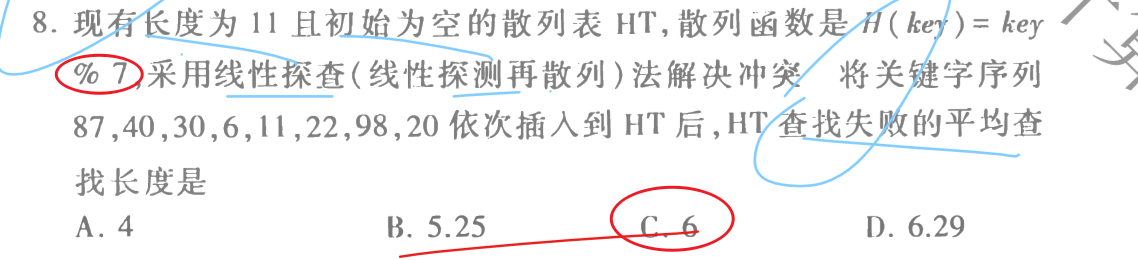 8. 现有长度为 11 且初始为空的散列表 HT,散列函数是 H(key)= key
% 7,采用线性探查(线性探测再散列)法解决冲突 将关键字序列
87,40,30,6,11,22,98,20 依次插入到 HT 后,HT 查找失败的平均查
找长度是
A. 4 B. 5.25 C. 6 D. 6.29